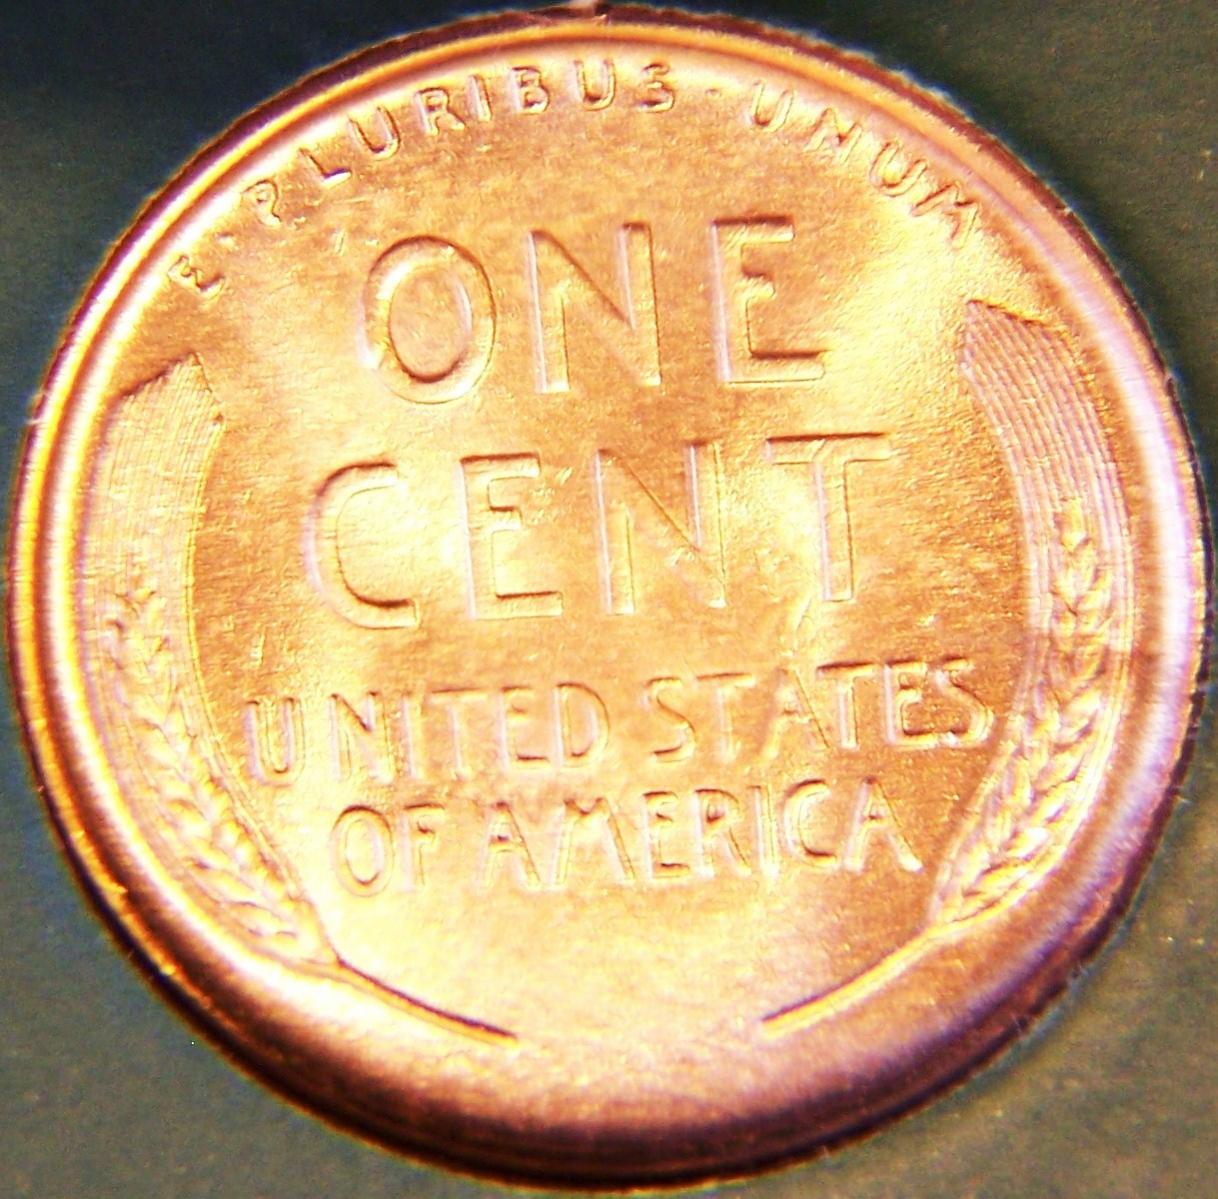 E·PLURIBUS·UNUM
ONE
CENT
UNITED STATES
OF AMERICA